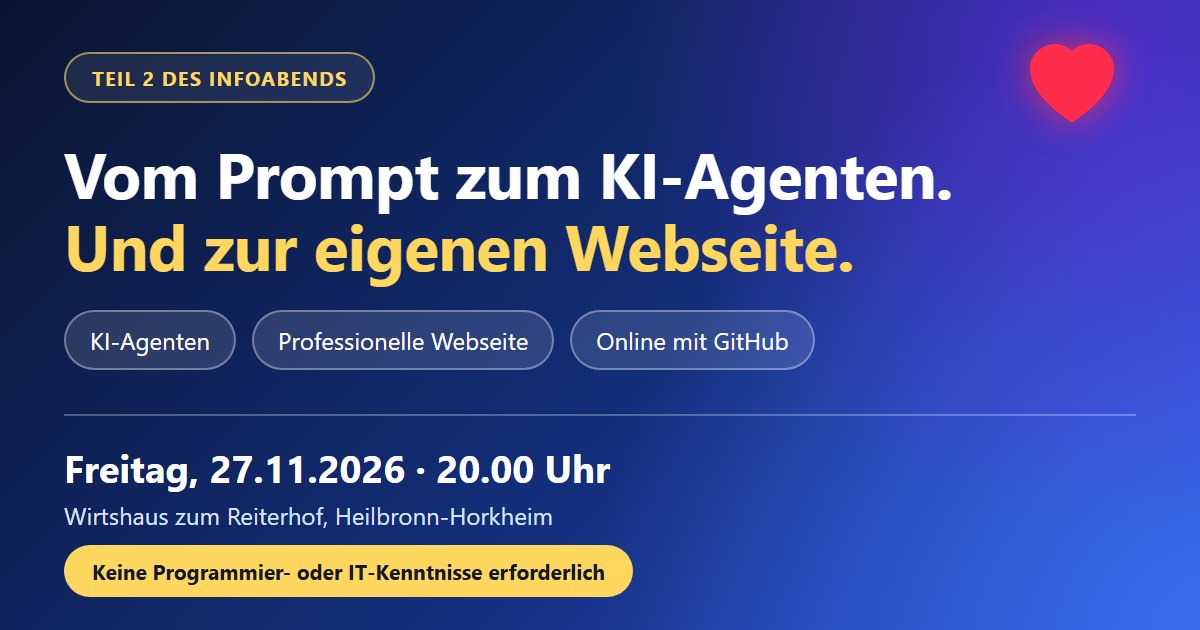 TEIL 2 DES INFOABENDS
Vom Prompt zum KI-Agenten.
Und zur eigenen Webseite.
KI-Agenten
Professionelle Webseite
Online mit GitHub
Freitag, 27.11.2026 · 20.00 Uhr
Wirtshaus zum Reiterhof, Heilbronn-Horkheim
Keine Programmier- oder IT-Kenntnisse erforderlich